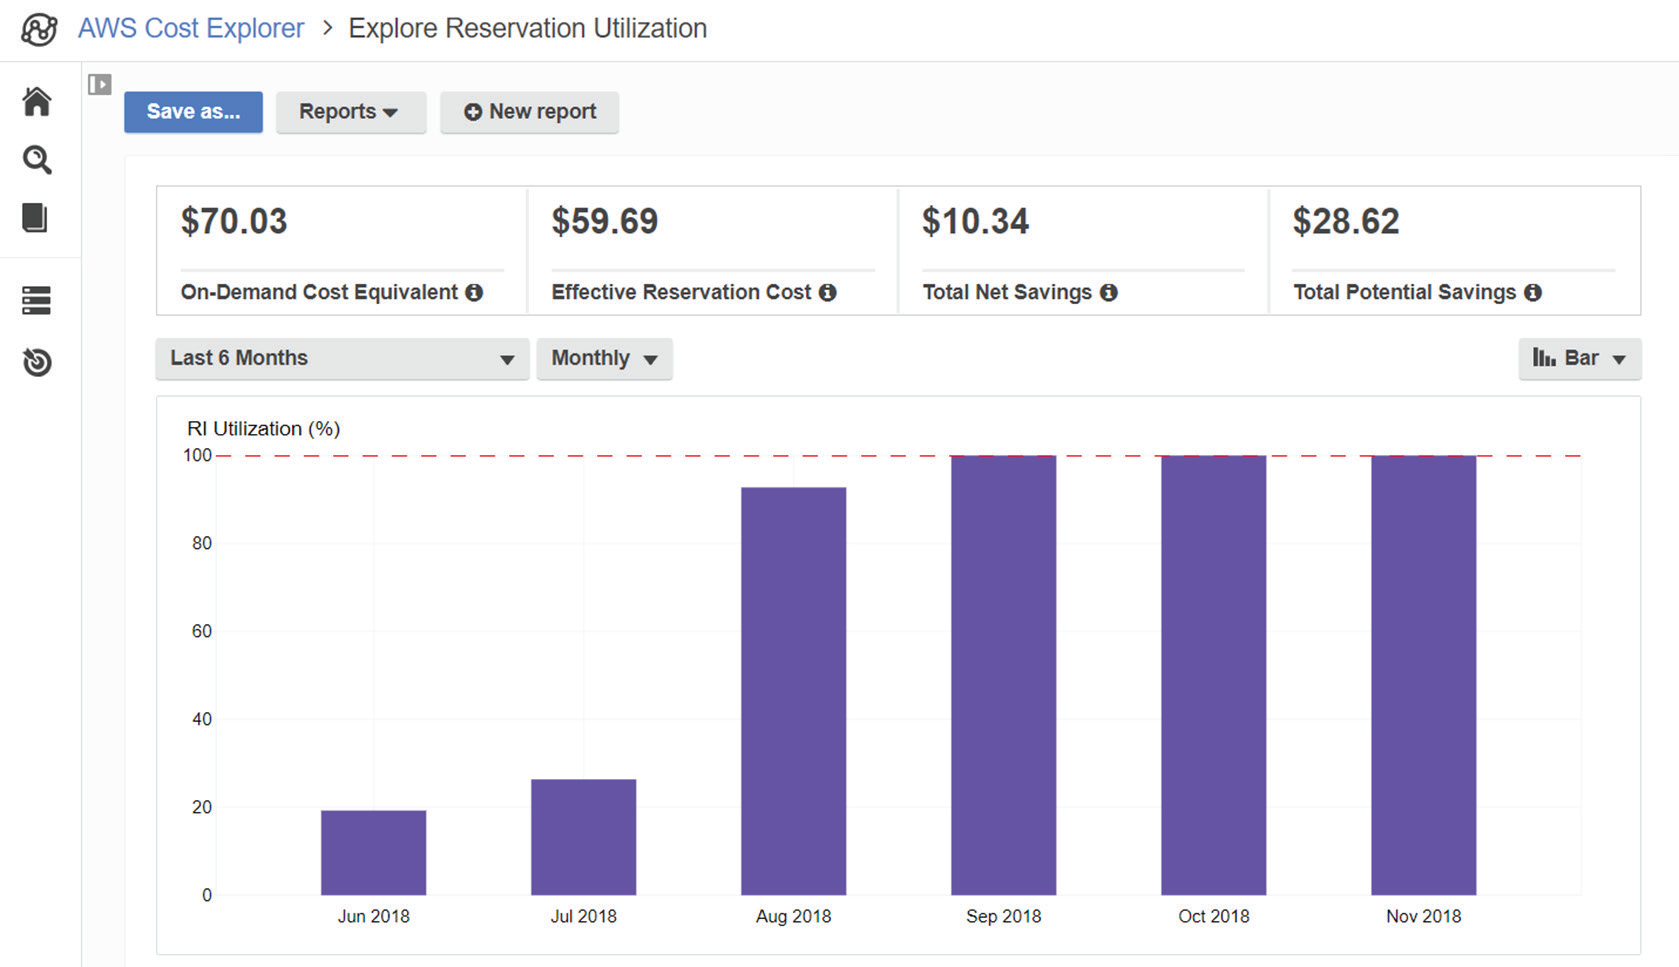 AWS Cost Explorer > Explore Reservation Utilization
Save as... Reports New report
$70.03 $59.69 $10.34 $28.62
On-Demand Cost Equivalent Effective Reservation Cost Total Net Savings Total Potential Savings
Last 6 Months Monthly Bar
RI Utilization (%)
100
80
60
40
20
0
Jun 2018 Jul 2018 Aug 2018 Sep 2018 Oct 2018 Nov 2018